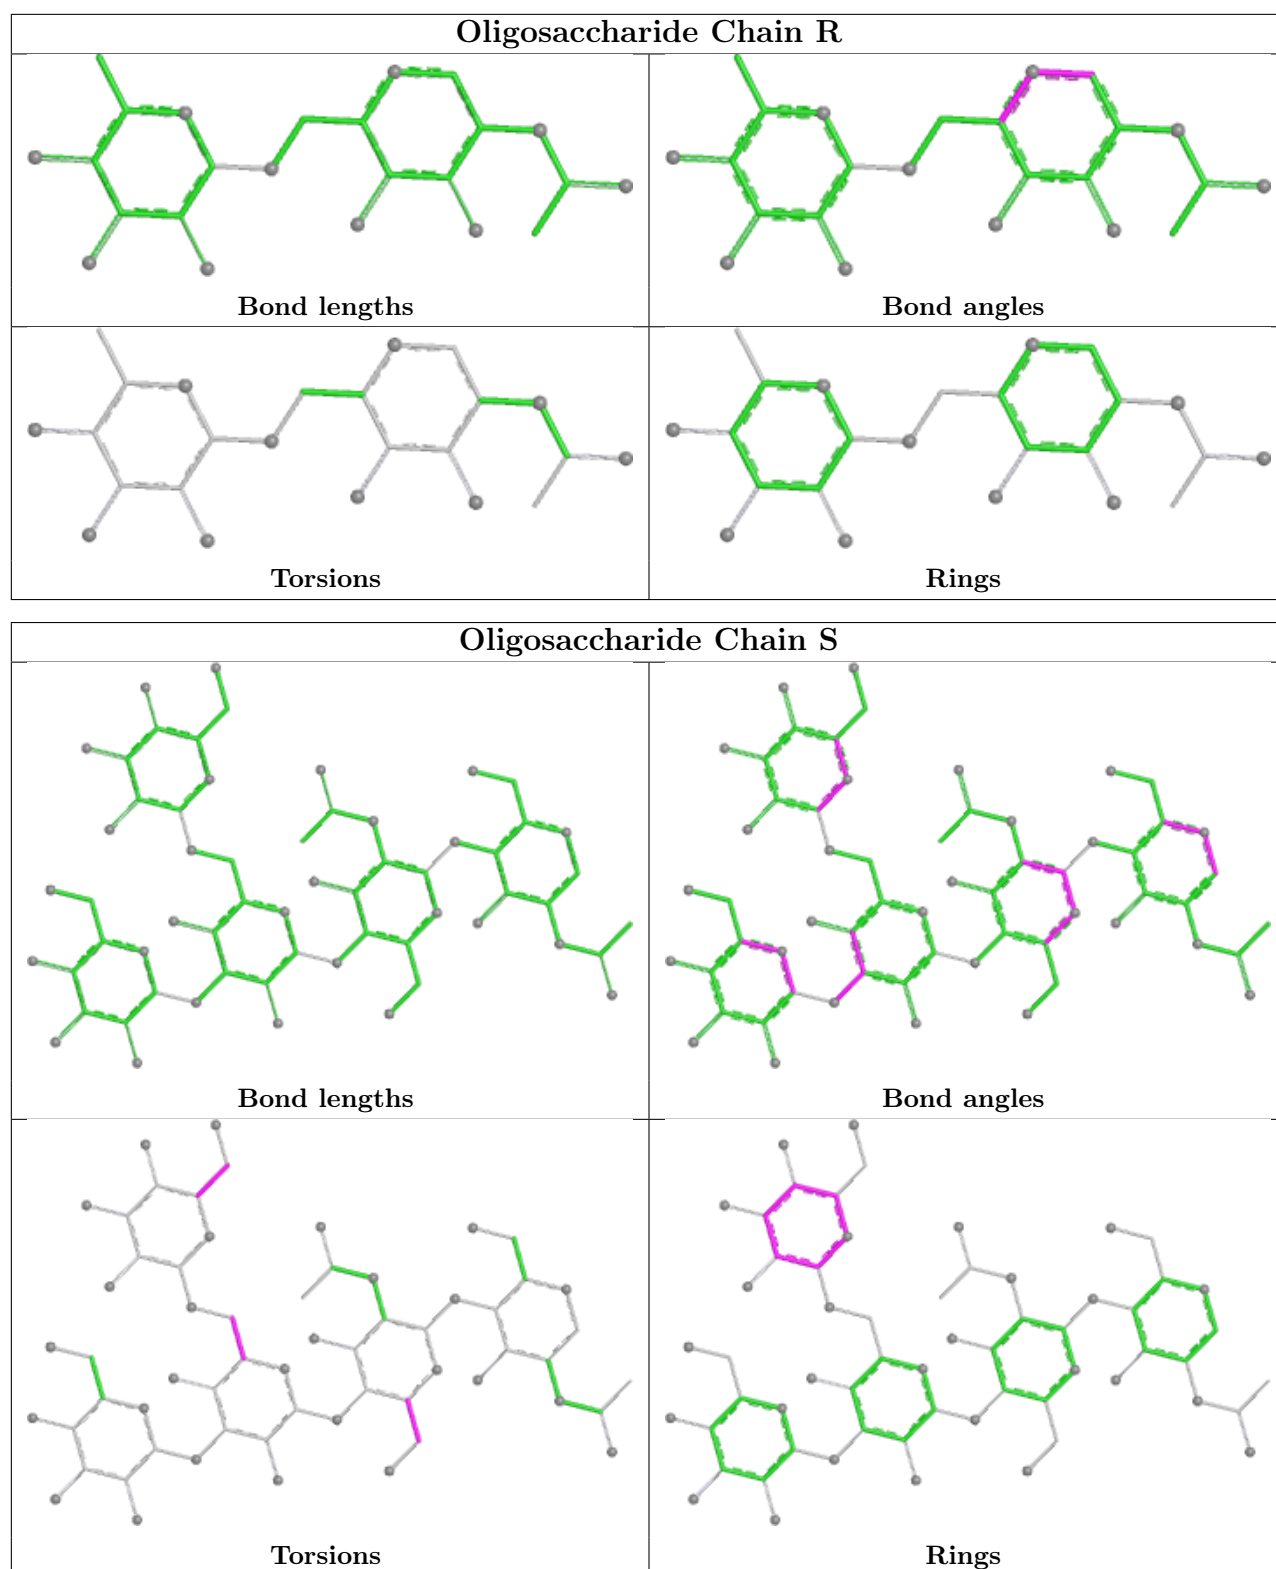 Oligosaccharide Chain R
Bond lengths
Bond angles
Torsions
Rings
Oligosaccharide Chain S
Bond lengths
Bond angles
Torsions
Rings